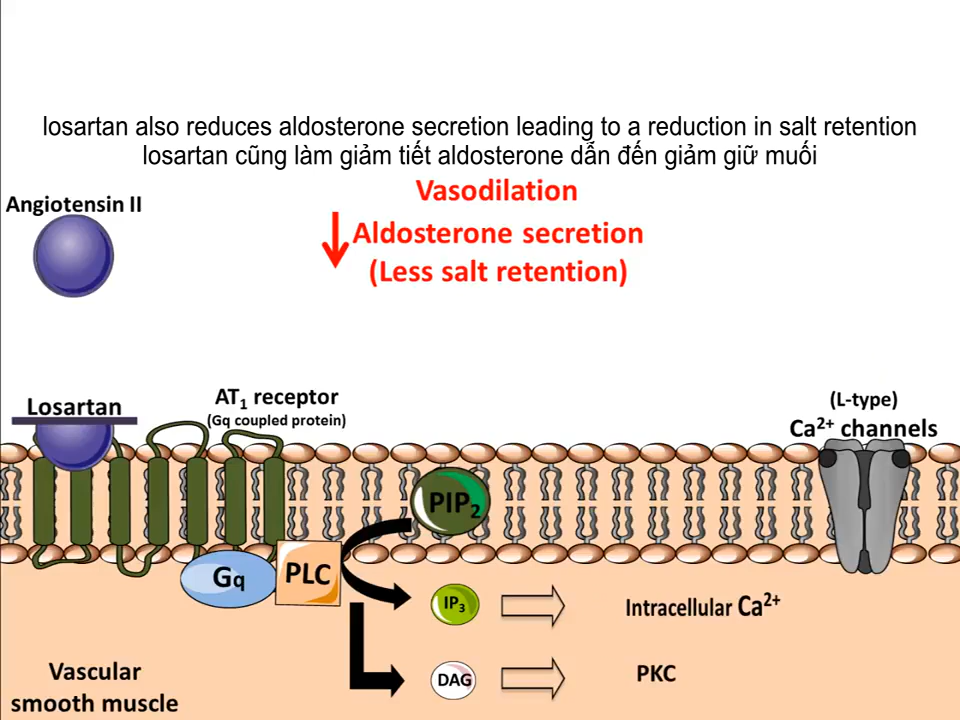 losartan also reduces aldosterone secretion leading to a reduction in salt retention
losartan cũng làm giảm tiết aldosterone dẫn đến giảm giữ muối
Vasodilation
Angiotensin II
Aldosterone secretion
(Less salt retention)
Losartan
AT₁ receptor
(Gq coupled protein)
(L-type)
Ca²⁺ channels
PIP₂
Gq
PLC
IP₃
Intracellular Ca²⁺
DAG
PKC
Vascular
smooth muscle